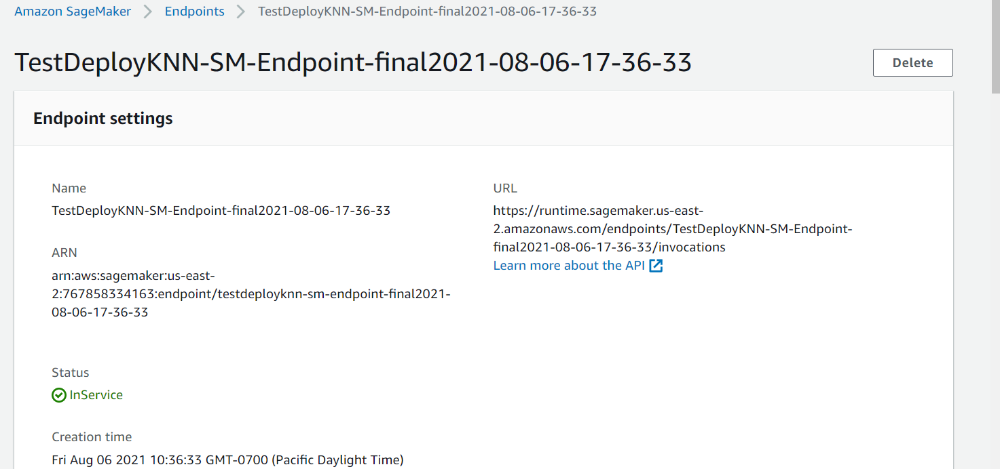 Amazon SageMaker > Endpoints > TestDeployKNN-SM-Endpoint-final2021-08-06-17-36-33
TestDeployKNN-SM-Endpoint-final2021-08-06-17-36-33
Delete
Endpoint settings
Name
TestDeployKNN-SM-Endpoint-final2021-08-06-17-36-33
ARN
arn:aws:sagemaker:us-east-
2:767858334163:endpoint/testdeployknn-sm-endpoint-final2021-
08-06-17-36-33
Status
InService
Creation time
Fri Aug 06 2021 10:36:33 GMT-0700 (Pacific Daylight Time)
URL
https://runtime.sagemaker.us-east-
2.amazonaws.com/endpoints/TestDeployKNN-SM-Endpoint-
final2021-08-06-17-36-33/invocations
Learn more about the API